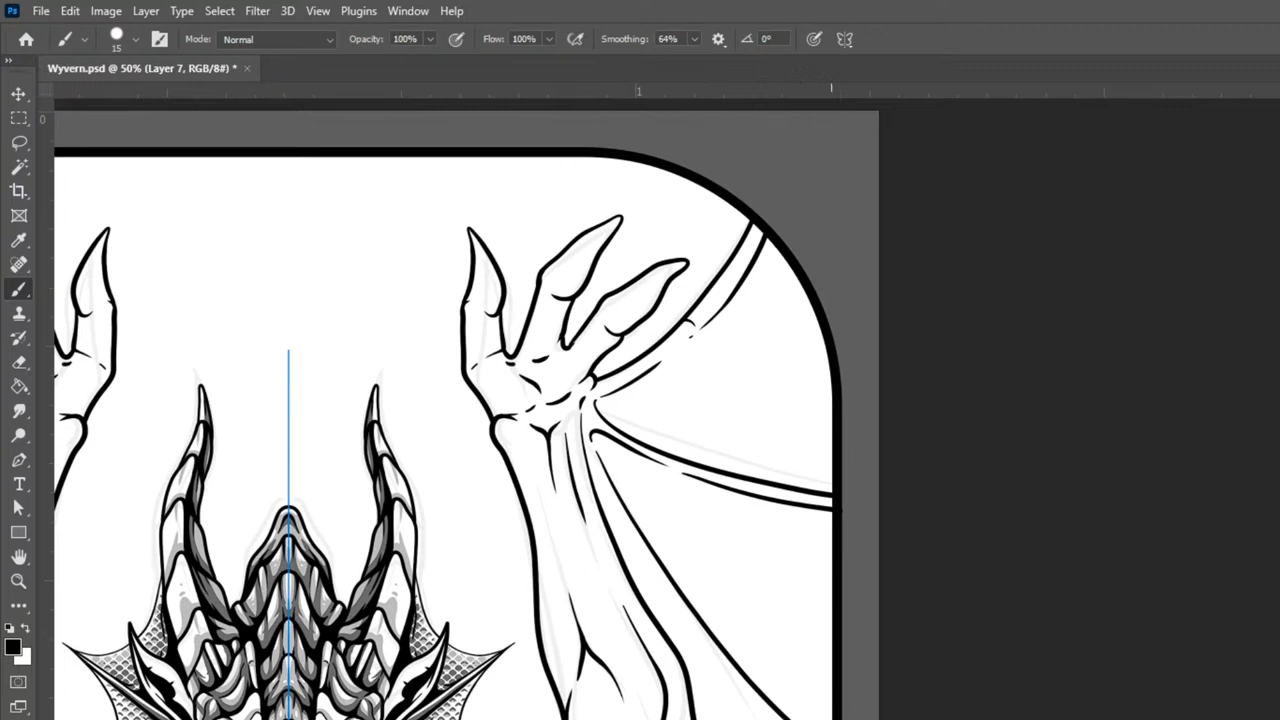 Ps File Edit Image Layer Type Select Filter 3D View Plugins Window Help
15 Mode: Normal Opacity: 100% Flow: 100% Smoothing: 64% 0°
Wyvern.psd @ 50% (Layer 7, RGB/8#) * ×
1
0
T